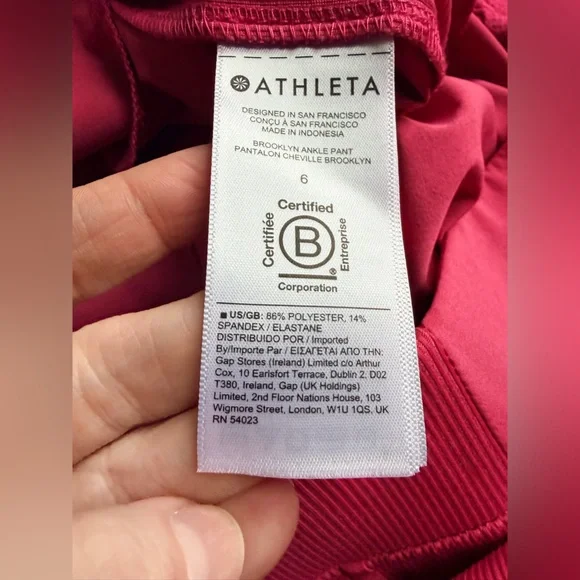 ATHLETA
DESIGNED IN SAN FRANCISCO
CONÇU À SAN FRANCISCO
MADE IN INDONESIA
BROOKLYN ANKLE PANT
PANTALON CHEVILLE BROOKLYN
6
Certified
Certifiée
B
Entreprise
®
Corporation
■ US/GB: 86% POLYESTER, 14%
SPANDEX / ELASTANE
DISTRIBUIDO POR / Imported
By/Importe Par / ΕΙΣΑΓΕΤΑΙ ΑΠΟ ΤΗΝ:
Gap Stores (Ireland) Limited c/o Arthur
Cox, 10 Earlsfort Terrace, Dublin 2, D02
T380, Ireland, Gap (UK Holdings)
Limited, 2nd Floor Nations House, 103
Wigmore Street, London, W1U 1QS. UK
RN 54023